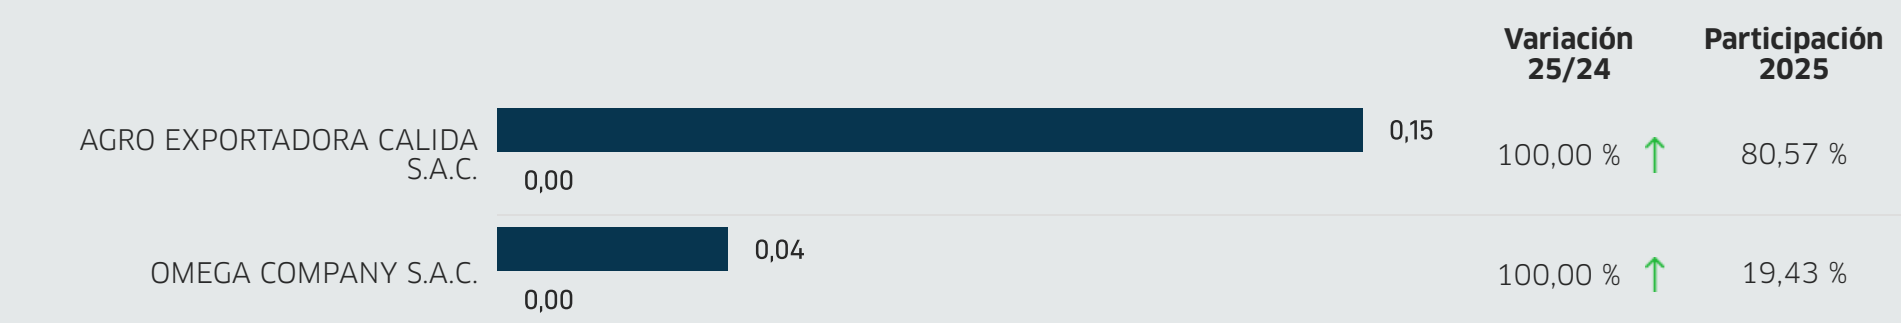 Variación Participación
25/24 2025
AGRO EXPORTADORA CALIDA
S.A.C.
0,15
0,00
100,00 % ↑ 80,57 %
OMEGA COMPANY S.A.C.
0,04
0,00
100,00 % ↑ 19,43 %